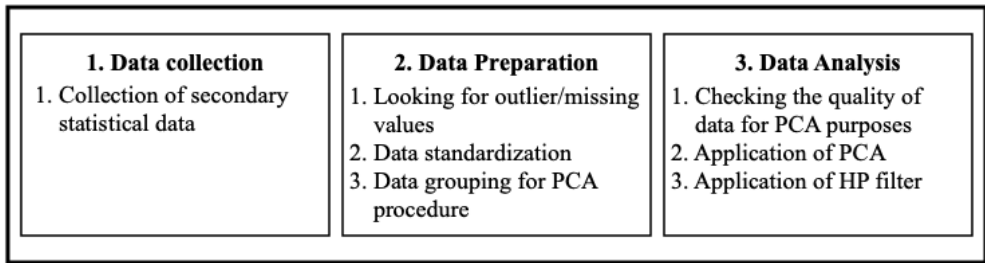 1. Data collection
1. Collection of secondary
statistical data
2. Data Preparation
1. Looking for outlier/missing
values
2. Data standardization
3. Data grouping for PCA
procedure
3. Data Analysis
1. Checking the quality of
data for PCA purposes
2. Application of PCA
3. Application of HP filter